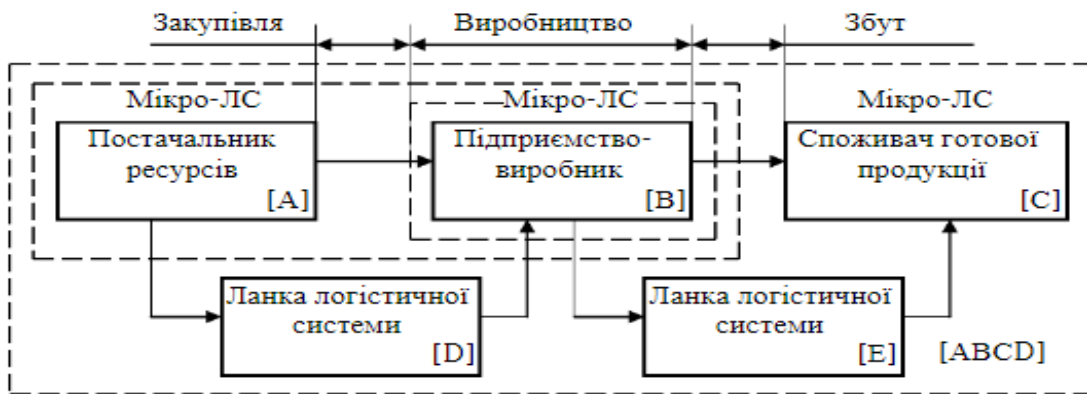 Закупівля Виробництво Збут
Мікро-ЛС Мікро-ЛС Мікро-ЛС
Постачальник
ресурсів
[A]
Підприємство-
виробник
[B]
Споживач готової
продукції
[C]
Ланка логістичної
системи
[D]
Ланка логістичної
системи
[E]
[ABCD]